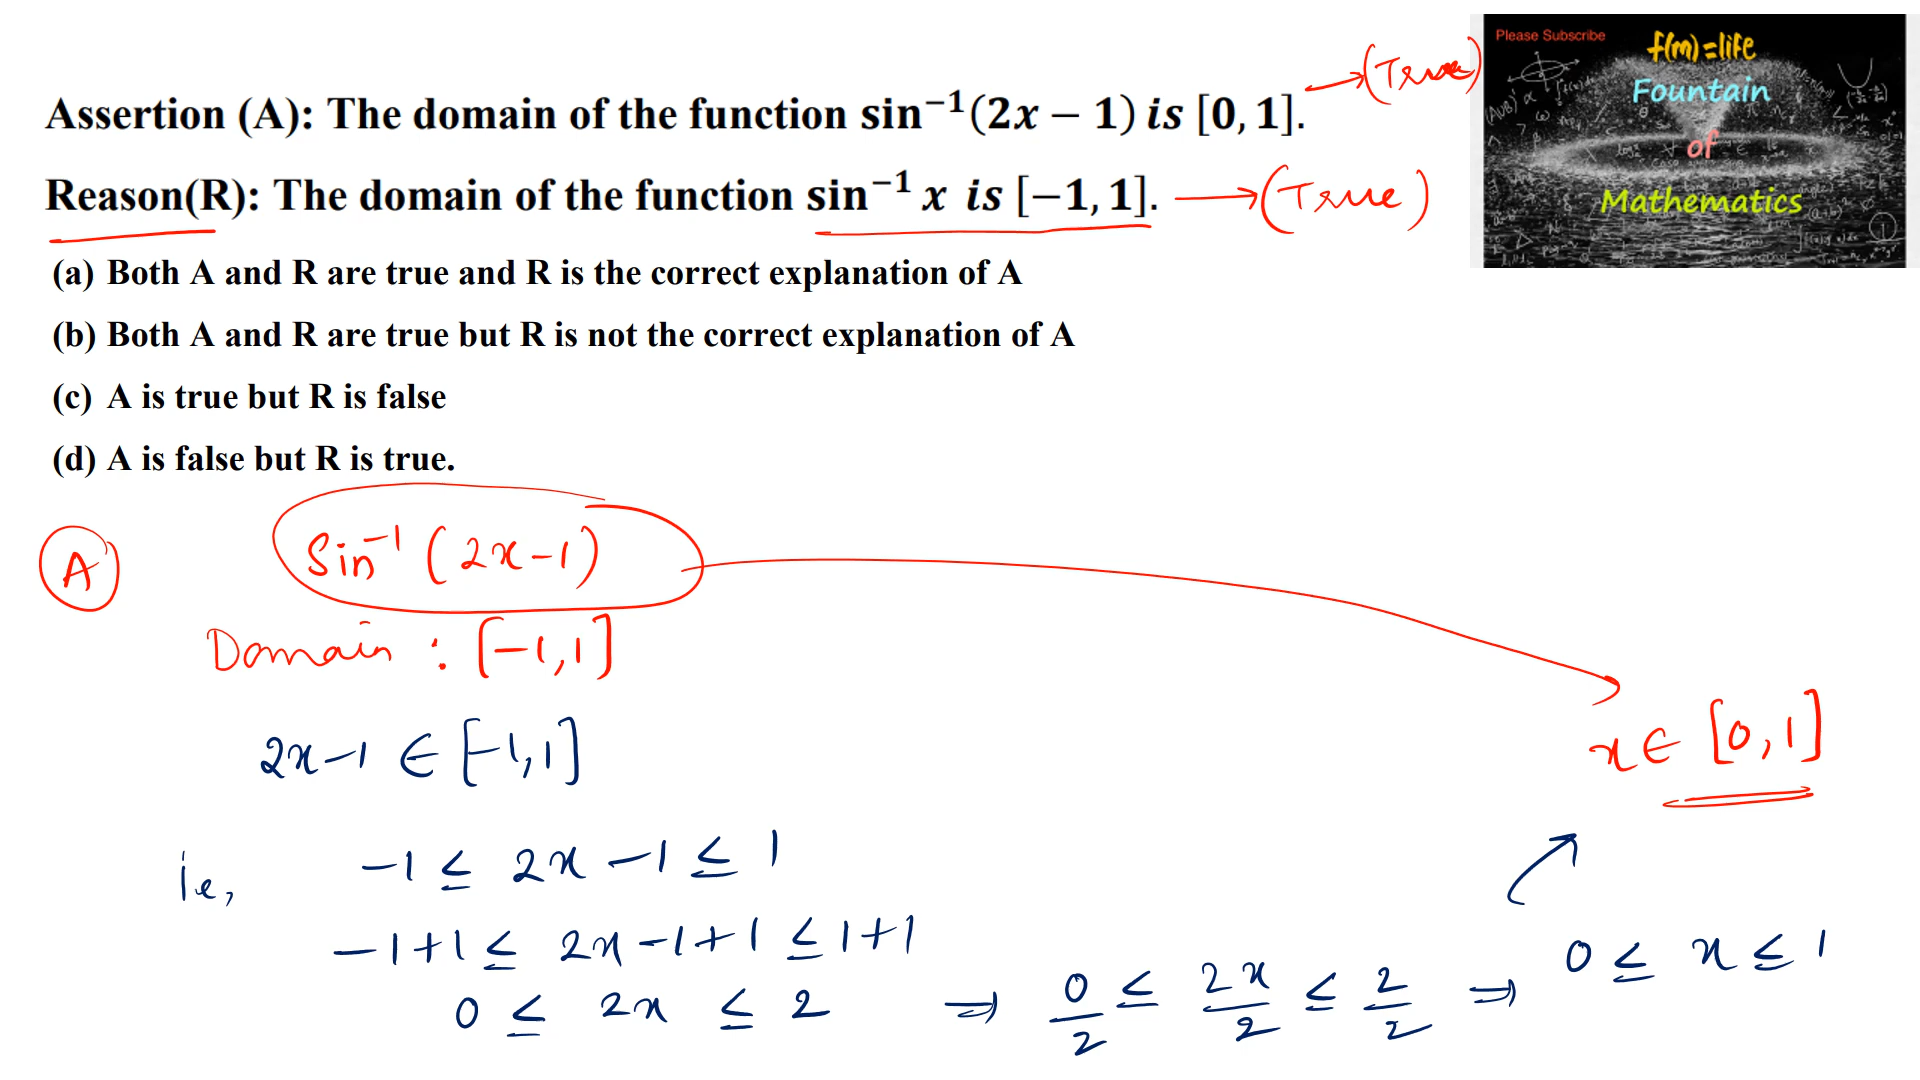 Assertion (A): The domain of the function sin⁻¹(2x − 1) is [0, 1]. → (True)
Reason(R): The domain of the function sin⁻¹ x is [−1, 1]. → (True)
(a) Both A and R are true and R is the correct explanation of A
(b) Both A and R are true but R is not the correct explanation of A
(c) A is true but R is false
(d) A is false but R is true.
Please Subscribe
f(m)=life
Fountain
of
Mathematics
A
Sin⁻¹ (2x-1)
Domain : [-1,1]
2x-1 ∈ [-1,1]
x ∈ [0,1]
ie, -1 ≤ 2x -1 ≤ 1
-1+1 ≤ 2x-1+1 ≤ 1+1
0 ≤ 2x ≤ 2 ⇒ 0/2 ≤ 2x/2 ≤ 2/2 ⇒ 0 ≤ x ≤ 1